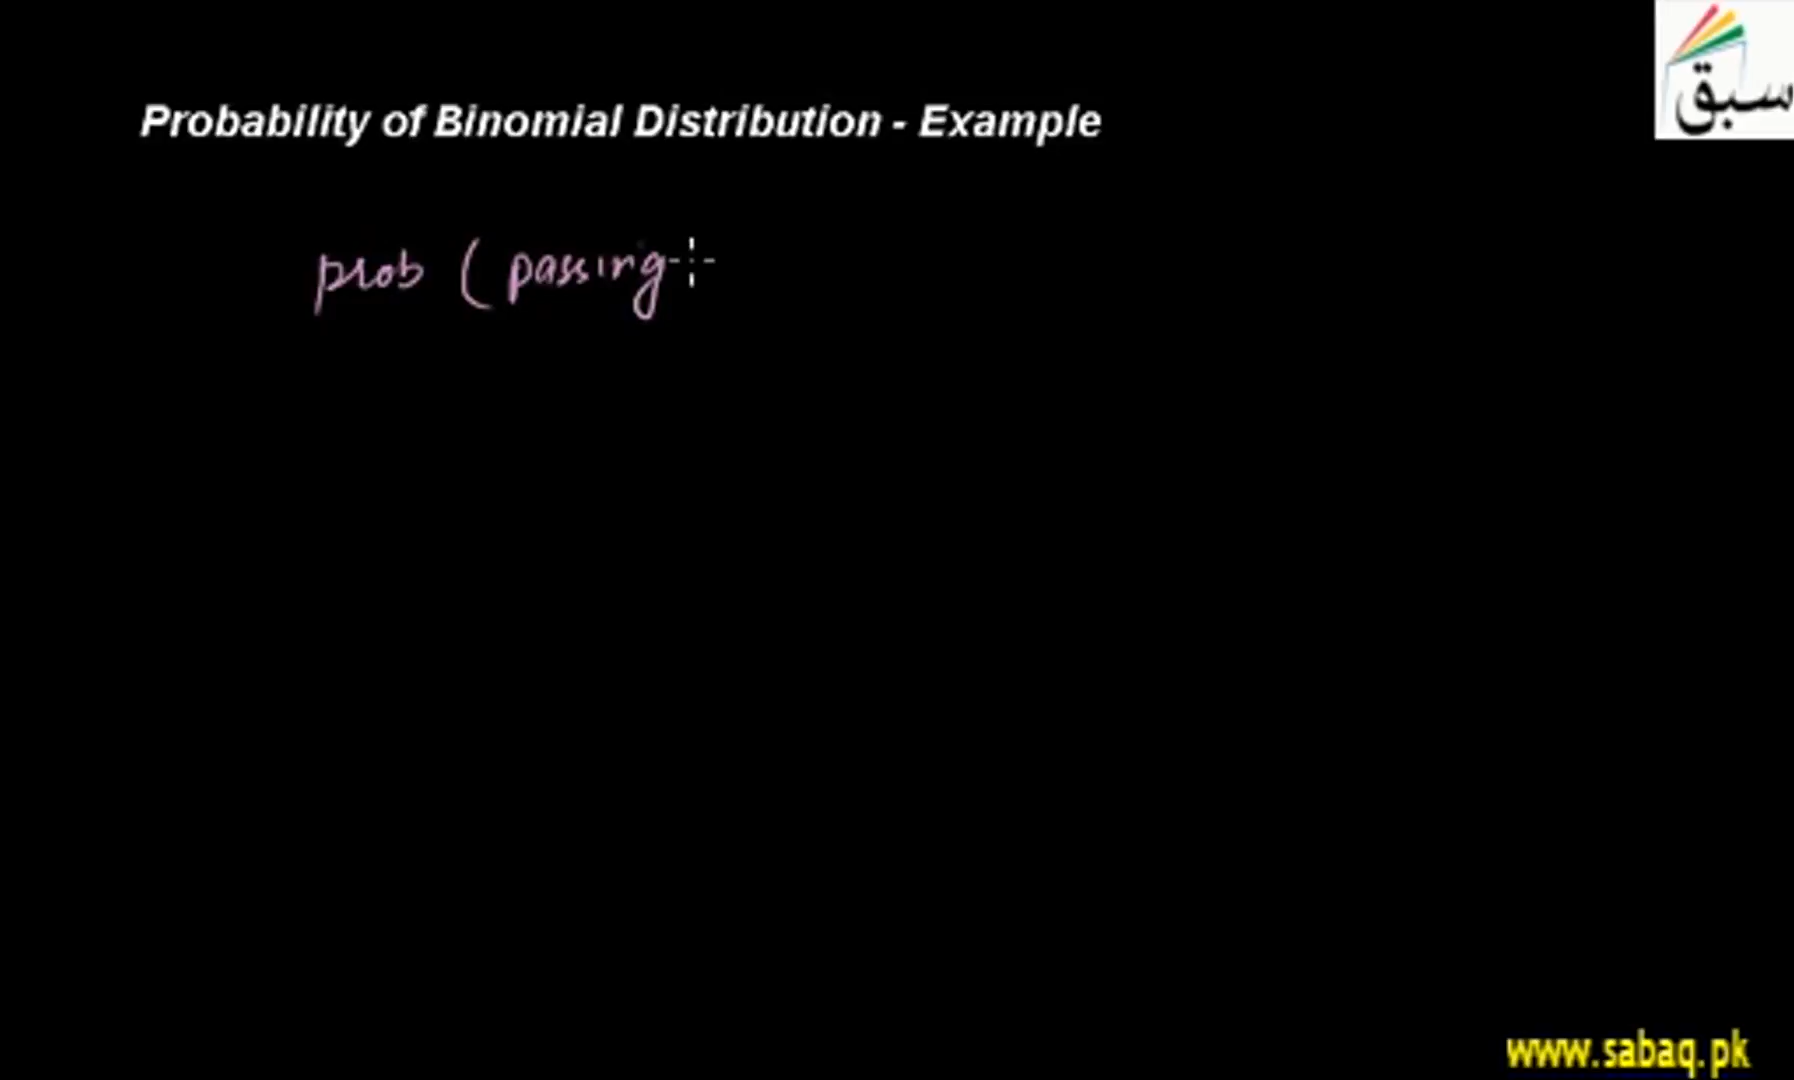 سبق
Probability of Binomial Distribution - Example
prob ( passing
www.sabaq.pk